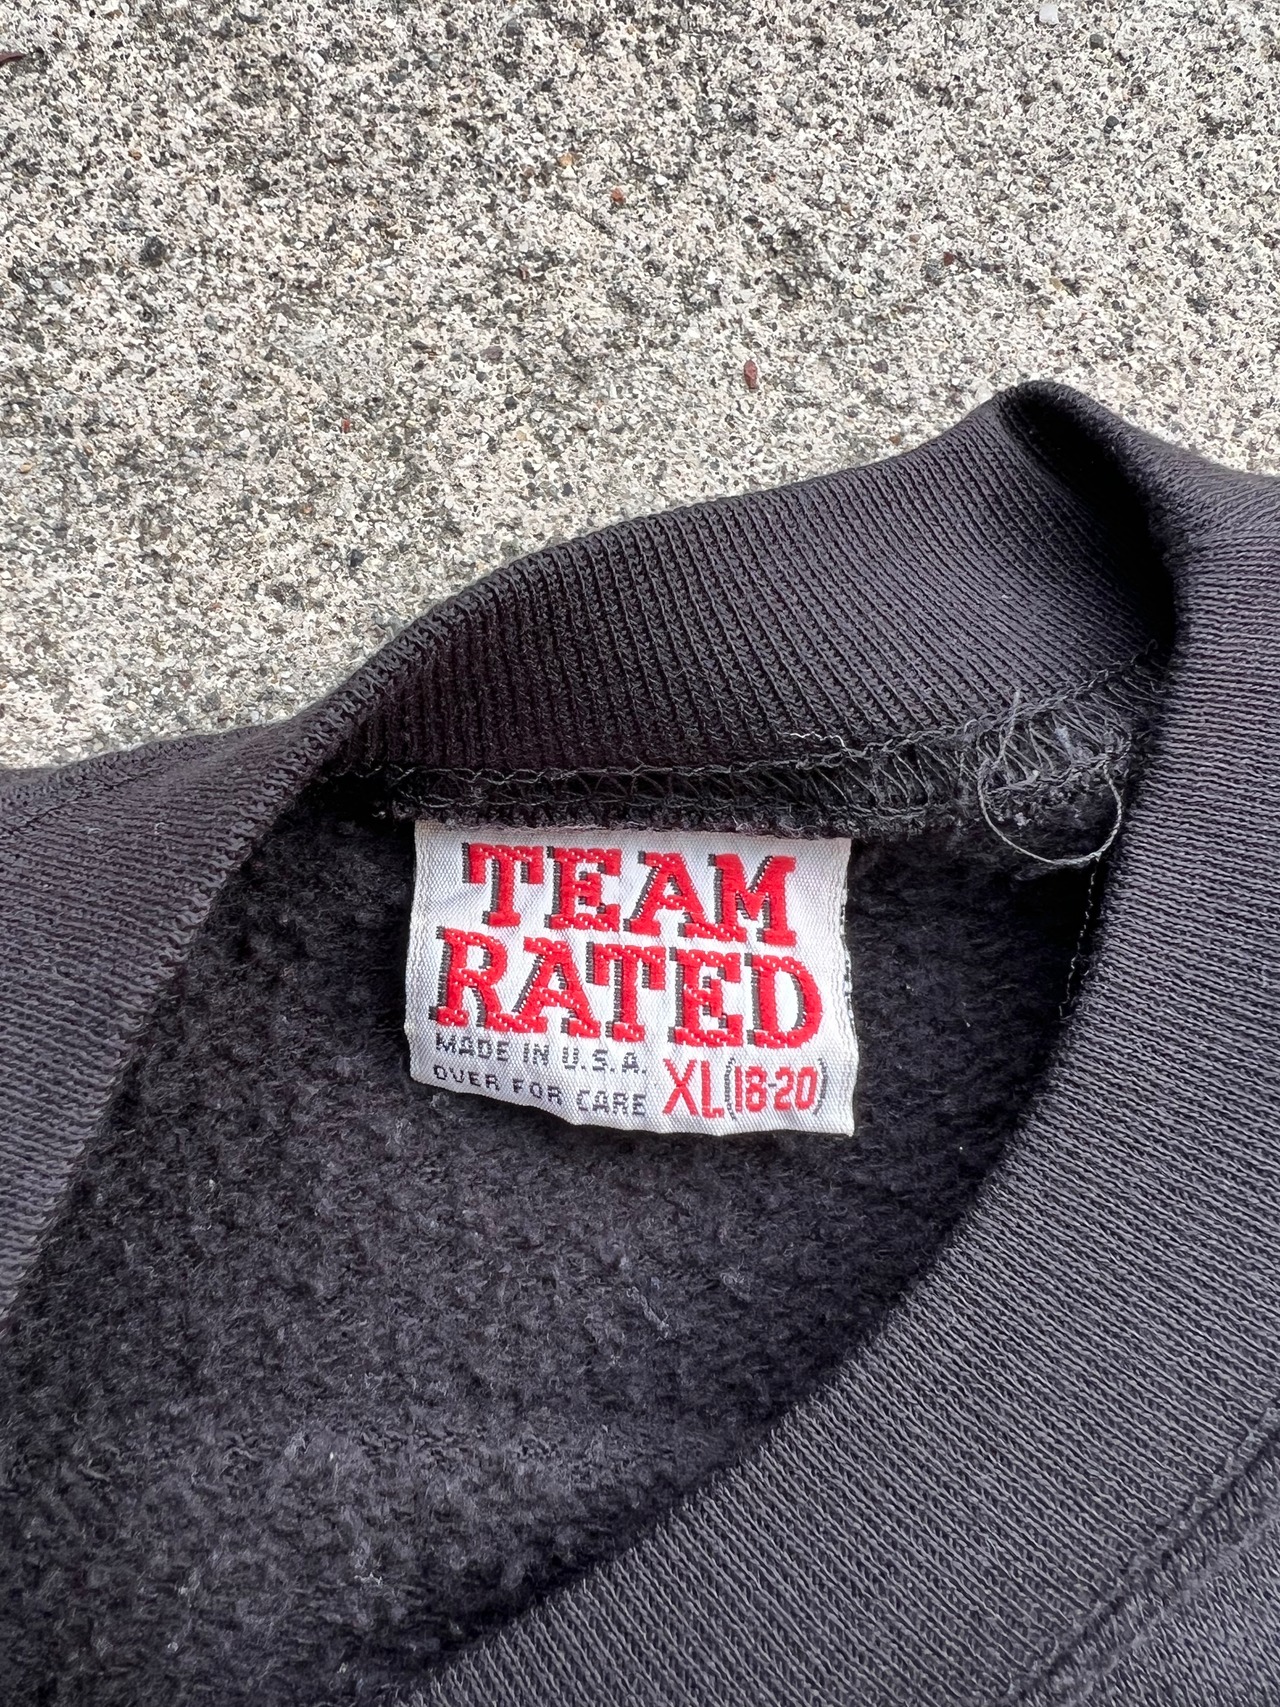 TEAM
RATED
MADE IN U.S.A.
OVER FOR CARE
XL(18-20)